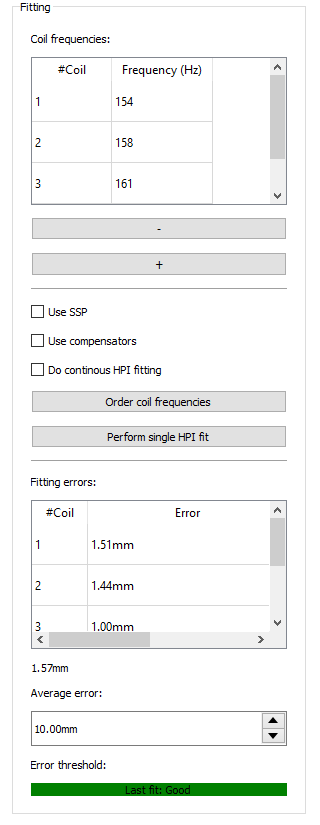 Fitting
Coil frequencies:
#Coil Frequency (Hz)
1 154
2 158
3 161
-
+
Use SSP
Use compensators
Do continous HPI fitting
Order coil frequencies
Perform single HPI fit
Fitting errors:
#Coil Error
1 1.51mm
2 1.44mm
3 1.00mm
1.57mm
Average error:
10.00mm
Error threshold:
Last fit: Good